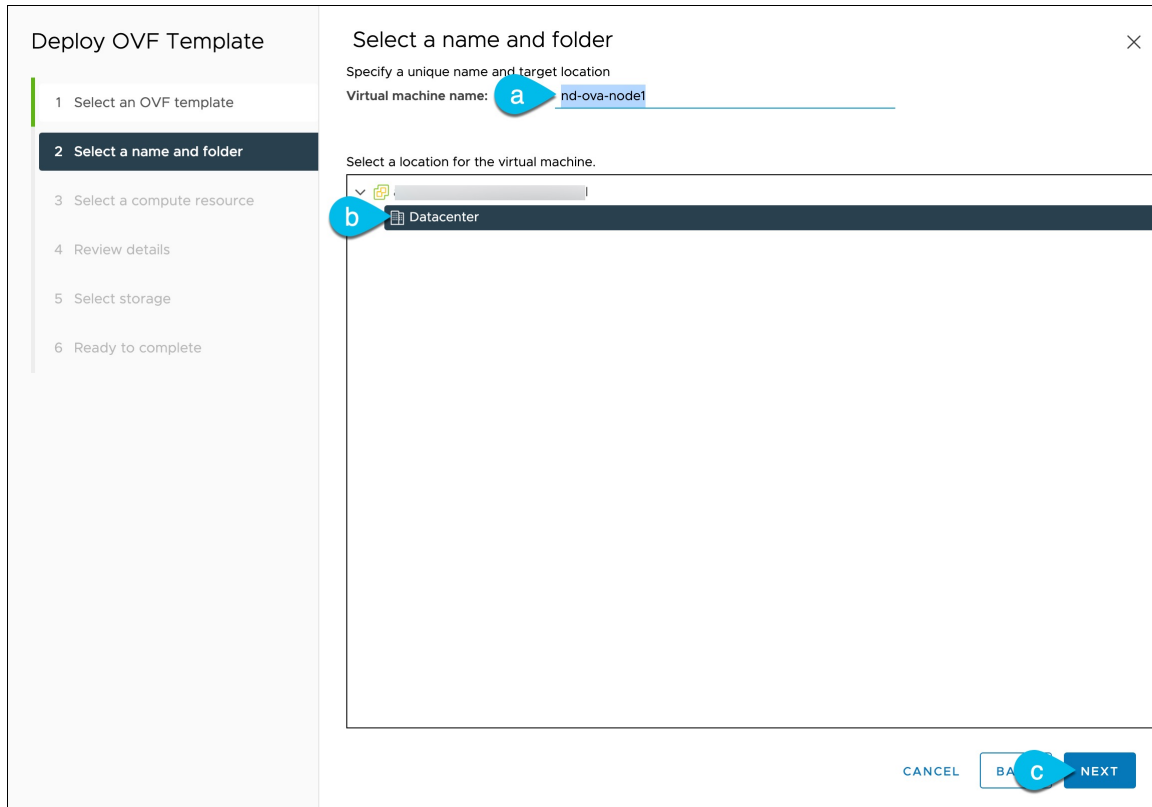 Deploy OVF Template
1 Select an OVF template
2 Select a name and folder
3 Select a compute resource
4 Review details
5 Select storage
6 Ready to complete
Select a name and folder
Specify a unique name and target location
Virtual machine name: a nd-ova-node1
Select a location for the virtual machine.
b Datacenter
CANCEL c NEXT